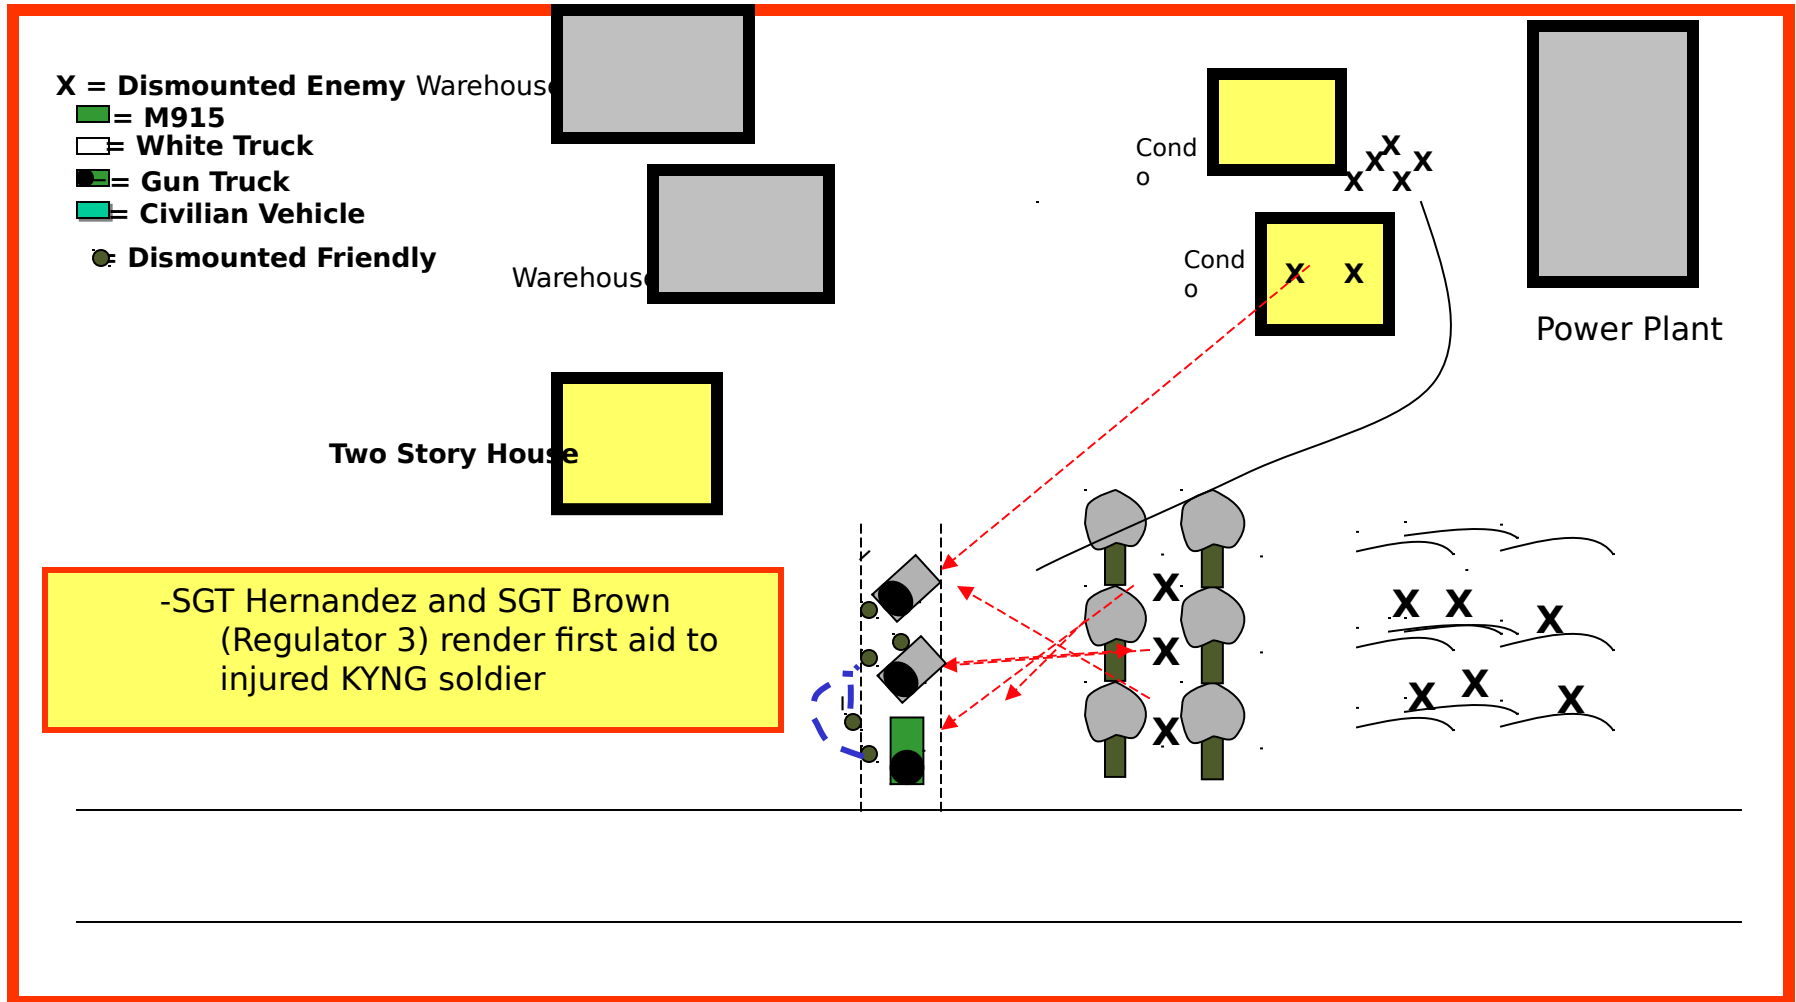 X = Dismounted Enemy Warehouse
= M915
= White Truck
= Gun Truck
= Civilian Vehicle
= Dismounted Friendly
Warehouse
Cond
o
X
X X
X X
Cond
o
X X
Power Plant
Two Story House
-SGT Hernandez and SGT Brown
(Regulator 3) render first aid to
injured KYNG soldier
X
X X
X
X
X X X
X